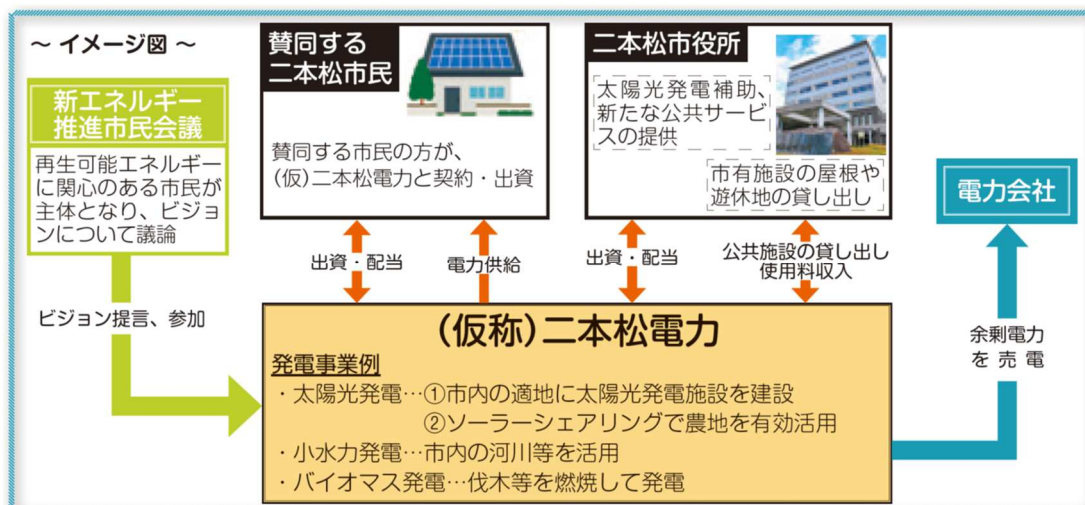 ～ イメージ図 ～
新エネルギー
推進市民会議
再生可能エネルギー
に関心のある市民が
主体となり、ビジョ
ンについて議論
ビジョン提言、参加
賛同する
二本松市民
賛同する市民の方が、
(仮)二本松電力と契約・出資
二本松市役所
太陽光発電補助、
新たな公共サービ
スの提供
市有施設の屋根や
遊休地の貸し出し
電力会社
出資・配当
電力供給
出資・配当
公共施設の貸し出し
使用料収入
余剰電力
を売電
(仮称)二本松電力
発電事業例
・太陽光発電…①市内の適地に太陽光発電施設を建設
②ソーラーシェアリングで農地を有効活用
・小水力発電…市内の河川等を活用
・バイオマス発電…伐木等を燃焼して発電